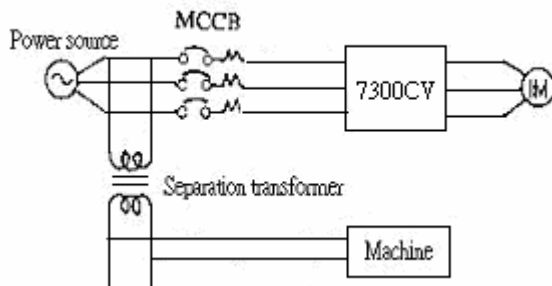 MCCB
Power source
7300CV
IM
Separation transformer
Machine